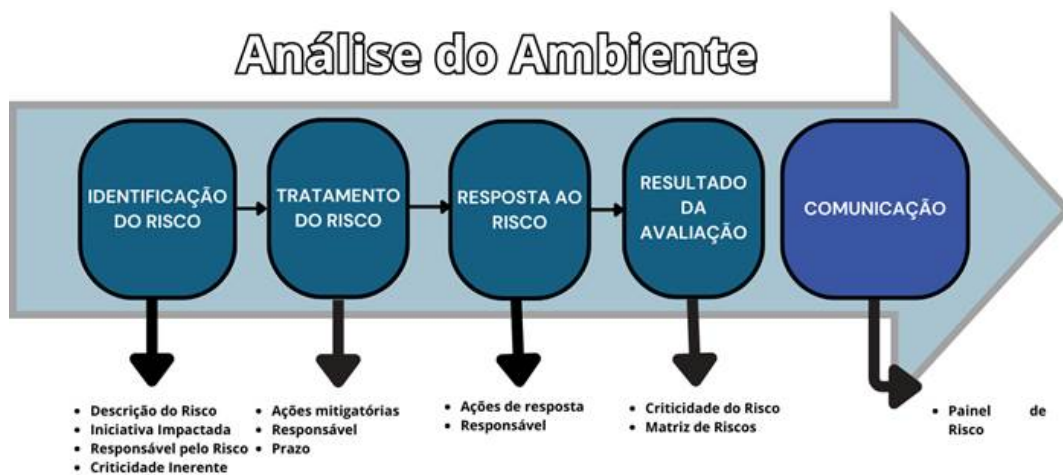 Análise do Ambiente
IDENTIFICAÇÃO
DO RISCO
TRATAMENTO
DO RISCO
RESPOSTA AO
RISCO
RESULTADO
DA
AVALIAÇÃO
COMUNICAÇÃO
• Descrição do Risco
• Iniciativa Impactada
• Responsável pelo Risco
• Criticidade Inerente
• Ações mitigatórias
• Responsável
• Prazo
• Ações de resposta
• Responsável
• Criticidade do Risco
• Matriz de Riscos
• Painel de
Risco